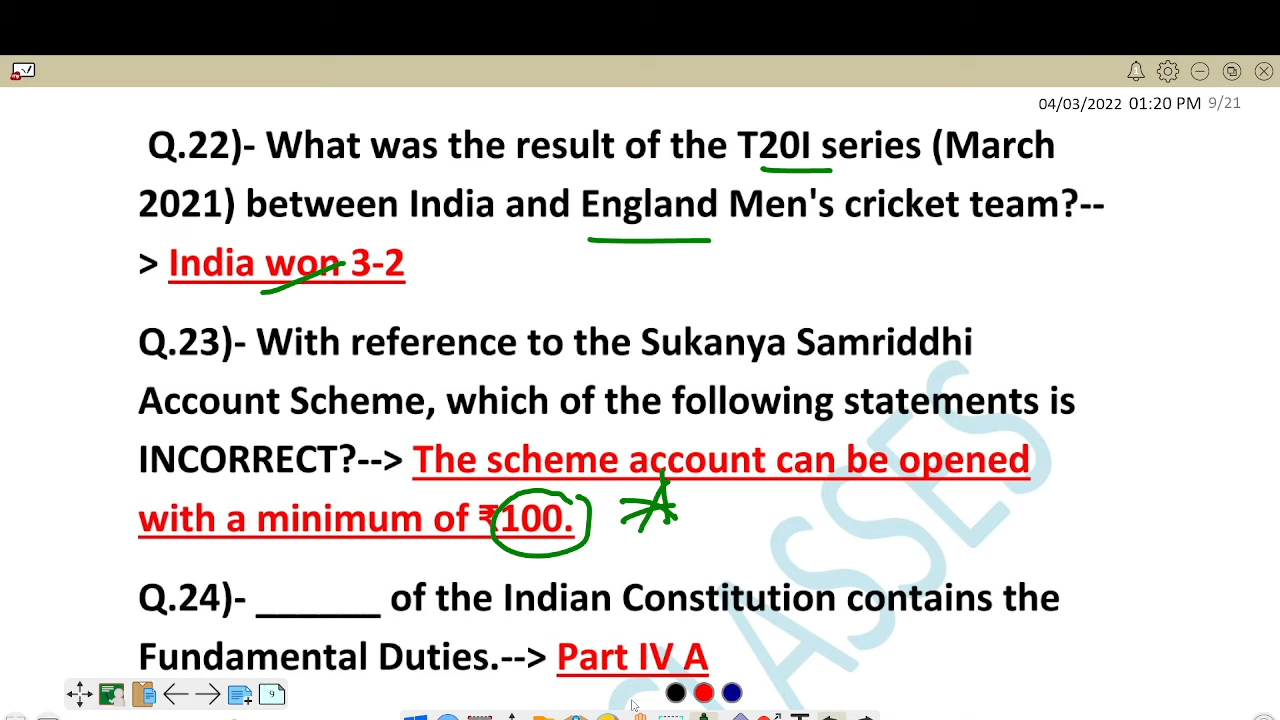 04/03/2022 01:20 PM 9/21
Q.22)- What was the result of the T20I series (March
2021) between India and England Men's cricket team?--
> India won 3-2
Q.23)- With reference to the Sukanya Samriddhi
Account Scheme, which of the following statements is
INCORRECT?--> The scheme account can be opened
with a minimum of ₹100.
Q.24)- ______ of the Indian Constitution contains the
Fundamental Duties.--> Part IV A
CLASSES
9